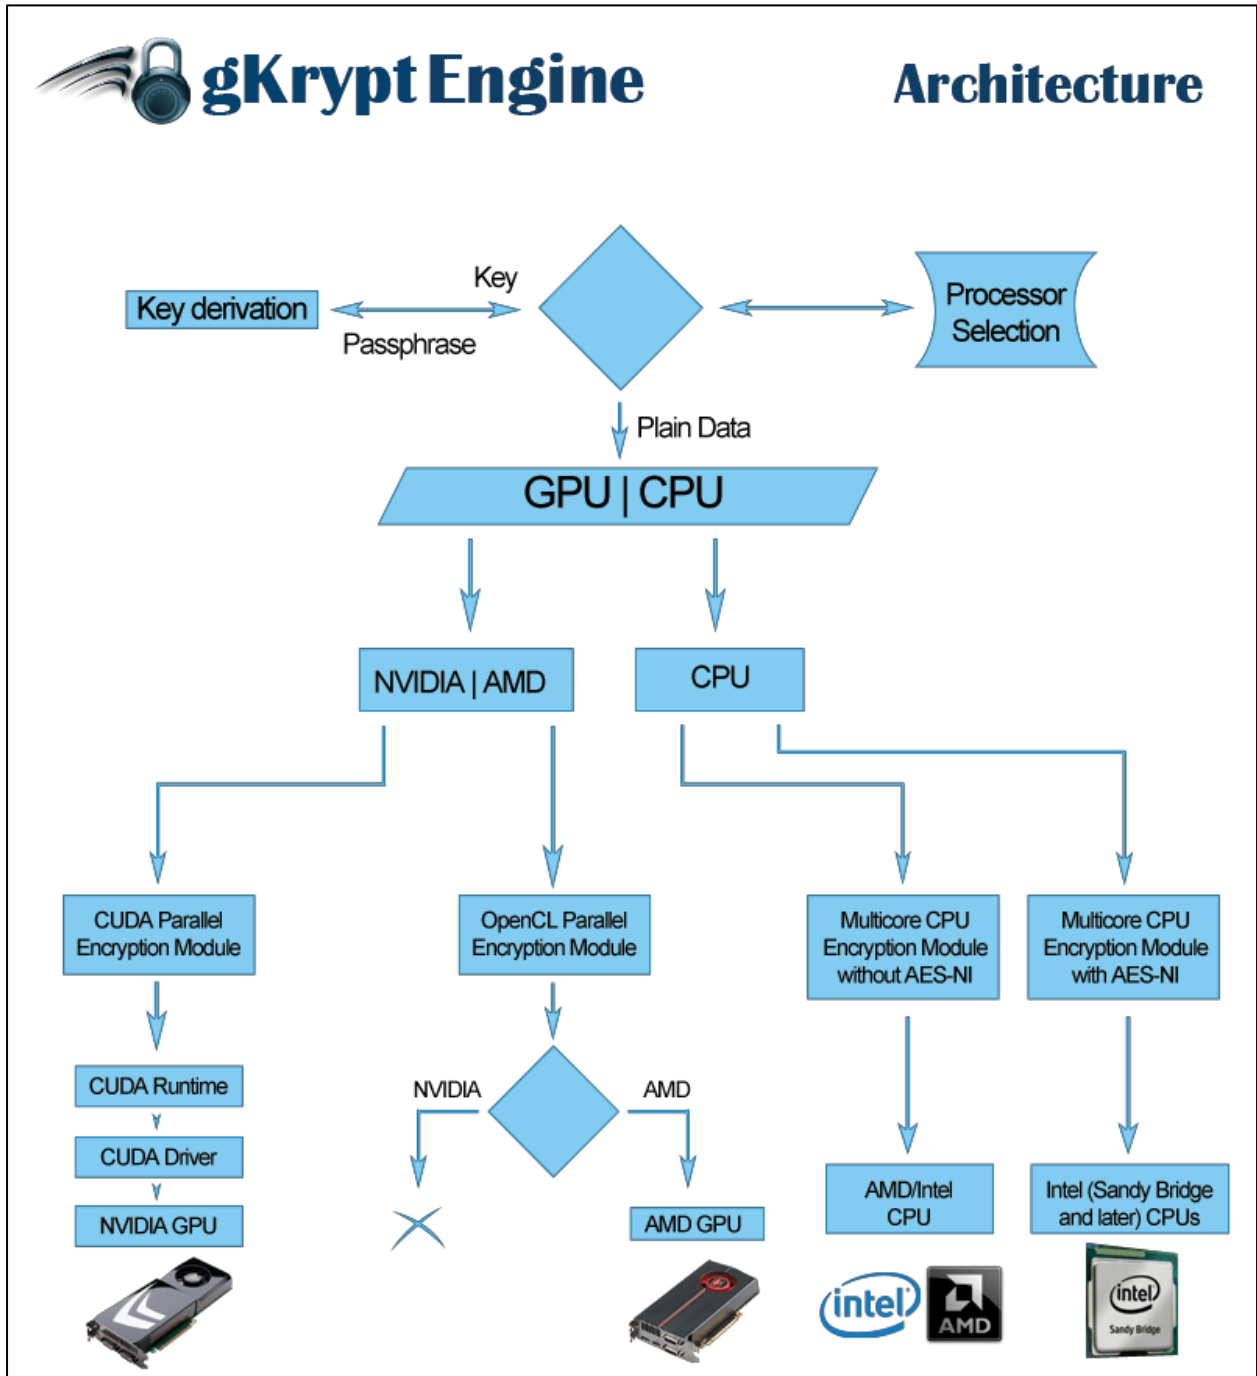 gKrypt Engine
Architecture
Key
Key derivation
Passphrase
Processor
Selection
Plain Data
GPU | CPU
NVIDIA | AMD
CPU
CUDA Parallel
Encryption Module
OpenCL Parallel
Encryption Module
Multicore CPU
Encryption Module
without AES-NI
Multicore CPU
Encryption Module
with AES-NI
CUDA Runtime
CUDA Driver
NVIDIA GPU
NVIDIA
AMD
AMD GPU
AMD/Intel
CPU
Intel (Sandy Bridge
and later) CPUs
intel
AMD
intel
Sandy Bridge